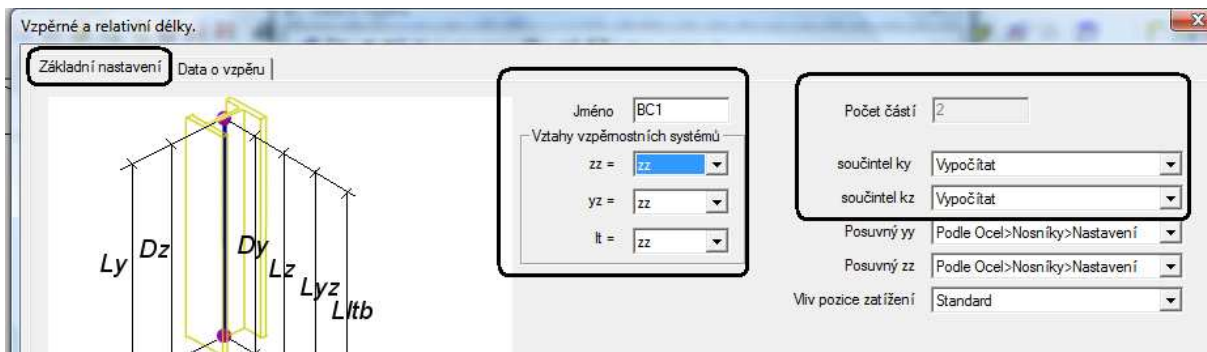 Vzpěrné a relativní délky.
Základní nastavení Data o vzpěru
Jméno BC1
Vztahy vzpěrnostních systémů
zz = zz
yz = zz
lt = zz
Počet částí 2
součintel ky Vypočítat
součintel kz Vypočítat
Posuvný yy Podle Ocel>Nosníky>Nastavení
Posuvný zz Podle Ocel>Nosníky>Nastavení
Vliv pozice zatížení Standard
Ly Dz Dy Lz Lyz Lltb